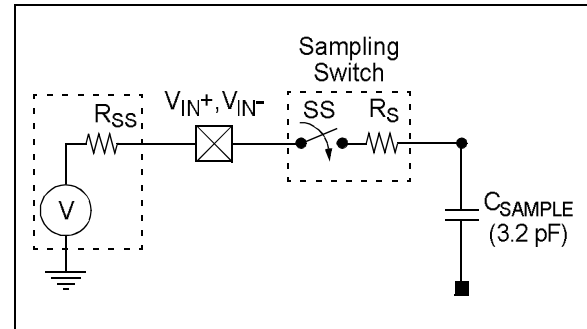 Sampling
Switch
VIN+, VIN-
RSS
SS
RS
V
CSAMPLE
(3.2 pF)